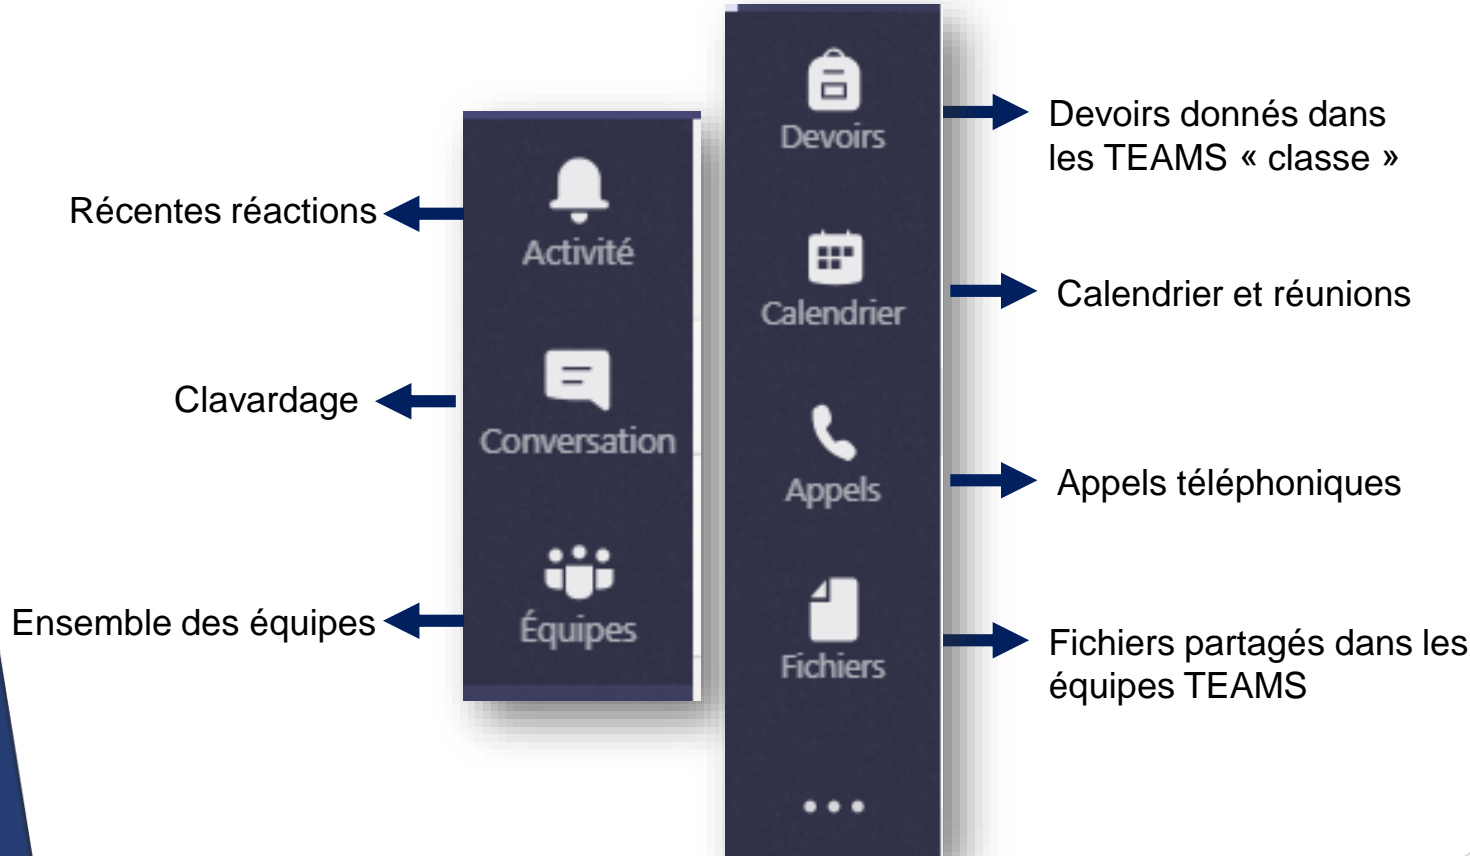 Récentes réactions
Activité
Clavardage
Conversation
Ensemble des équipes
Équipes
Devoirs
Devoirs donnés dans
les TEAMS « classe »
Calendrier
Calendrier et réunions
Appels
Appels téléphoniques
Fichiers
Fichiers partagés dans les
équipes TEAMS